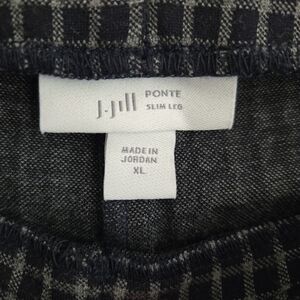 J.Jill PONTE
SLIM LEG
MADE IN
JORDAN
XL